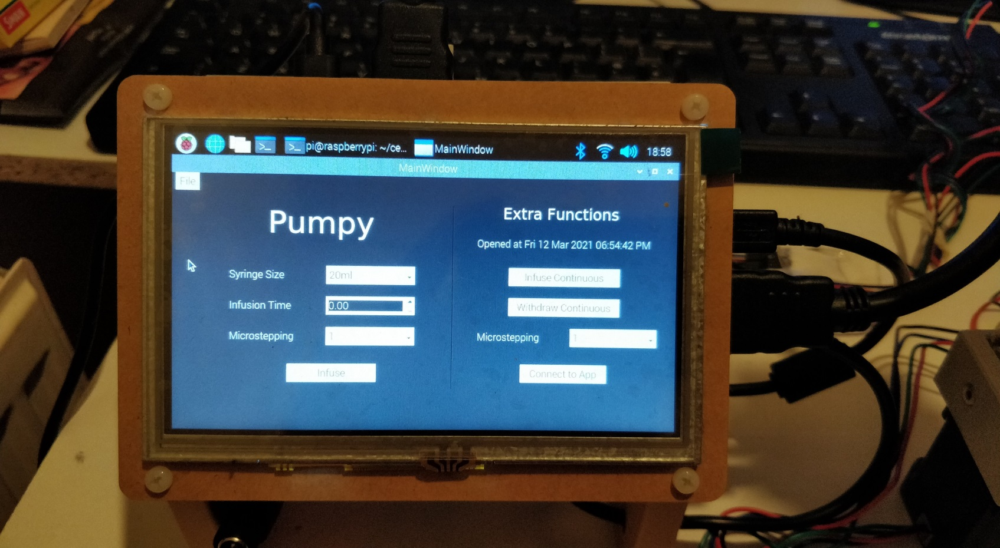 SWAN
pi@raspberrypi: ~/ce... MainWindow 18:58
MainWindow
File
Pumpy
Syringe Size 20ml
Infusion Time 0.00
Microstepping 1
Infuse
Extra Functions
Opened at Fri 12 Mar 2021 06:54:42 PM
Infuse Continuous
Withdraw Continuous
Microstepping 1
Connect to App